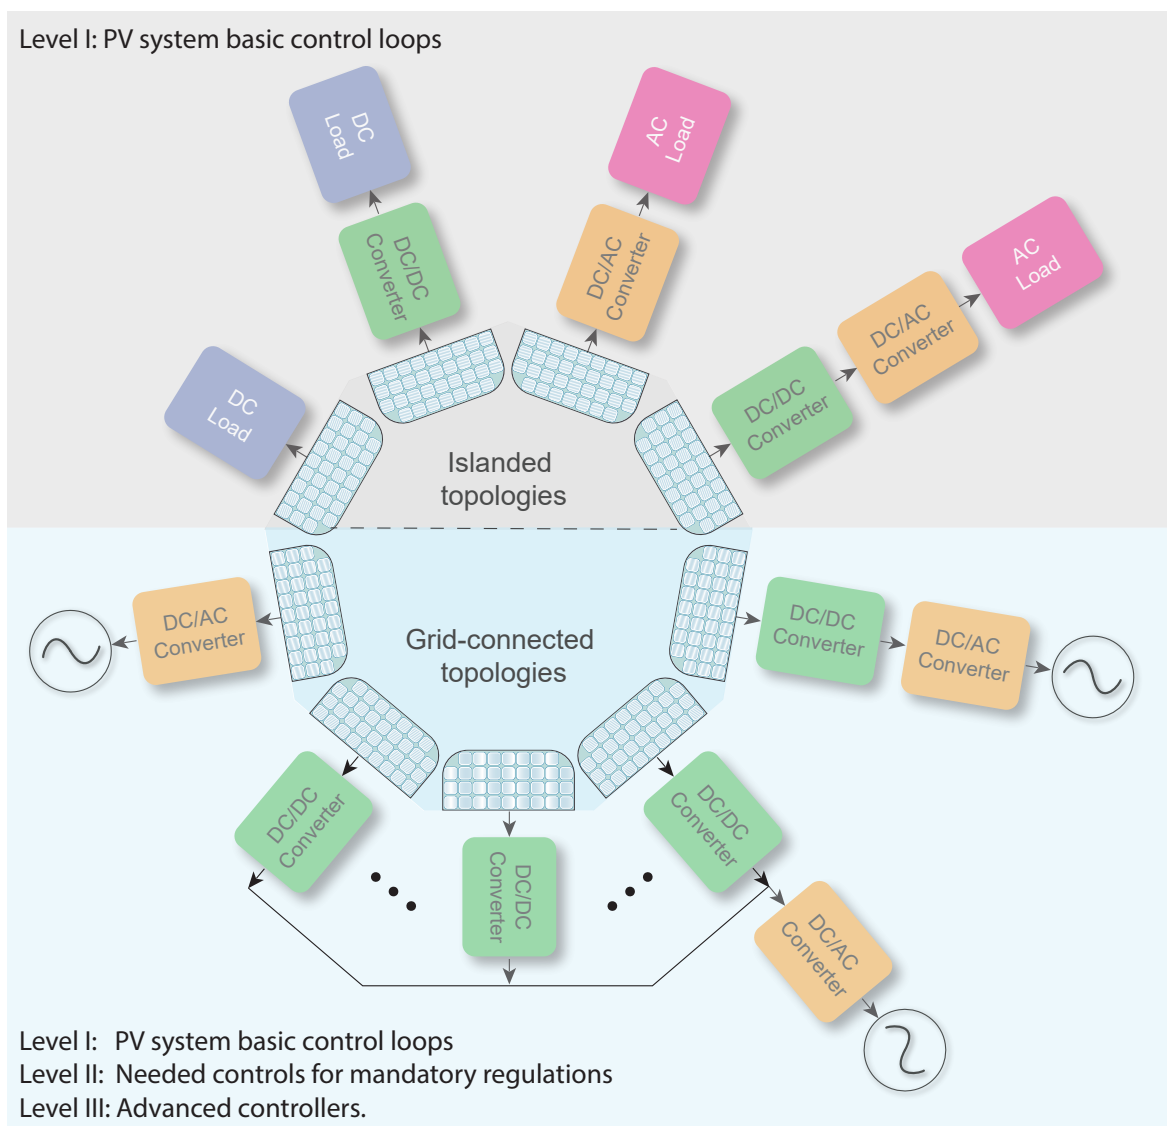 Level I: PV system basic control loops
DC
Load
AC
Load
DC/DC
Converter
DC/AC
Converter
AC
Load
DC/AC
Converter
DC/DC
Converter
DC
Load
Islanded
topologies
DC/AC
Converter
Grid-connected
topologies
DC/DC
Converter
DC/AC
Converter
DC/DC
Converter
DC/DC
Converter
DC/DC
Converter
DC/AC
Converter
Level I: PV system basic control loops
Level II: Needed controls for mandatory regulations
Level III: Advanced controllers.